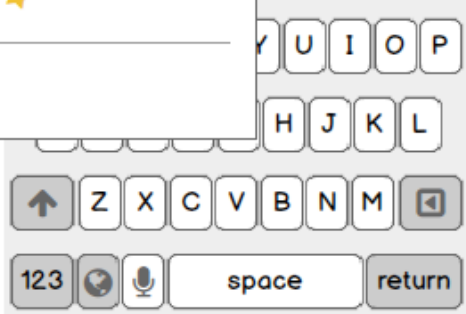 Y U I O P
H J K L
Z X C V B N M
123 space return